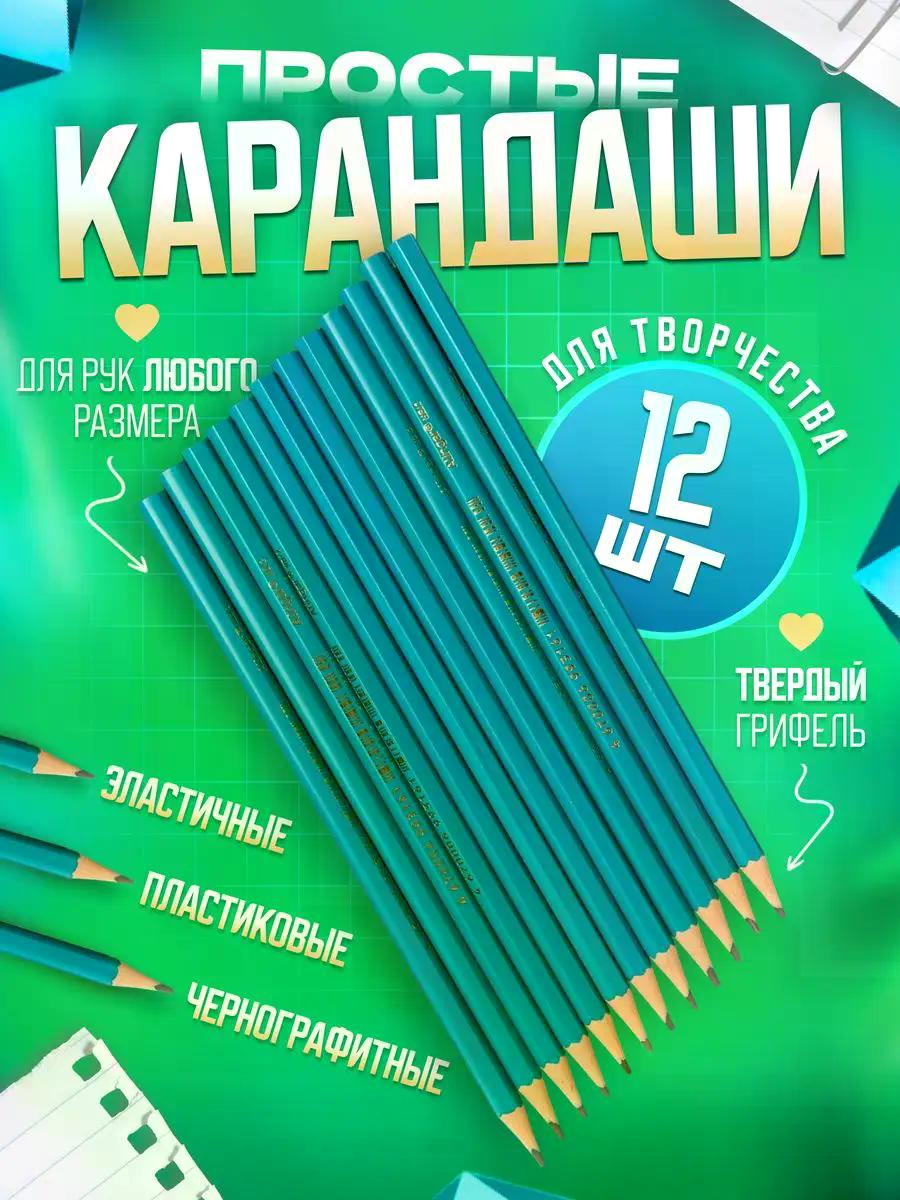 ПРОСТЫЕ
КАРАНДАШИ
ДЛЯ РУК ЛЮБОГО
РАЗМЕРА
ДЛЯ ТВОРЧЕСТВА
12
ШТ
ТВЕРДЫЙ
ГРИФЕЛЬ
ЭЛАСТИЧНЫЕ
ПЛАСТИКОВЫЕ
ЧЕРНОГРАФИТНЫЕ